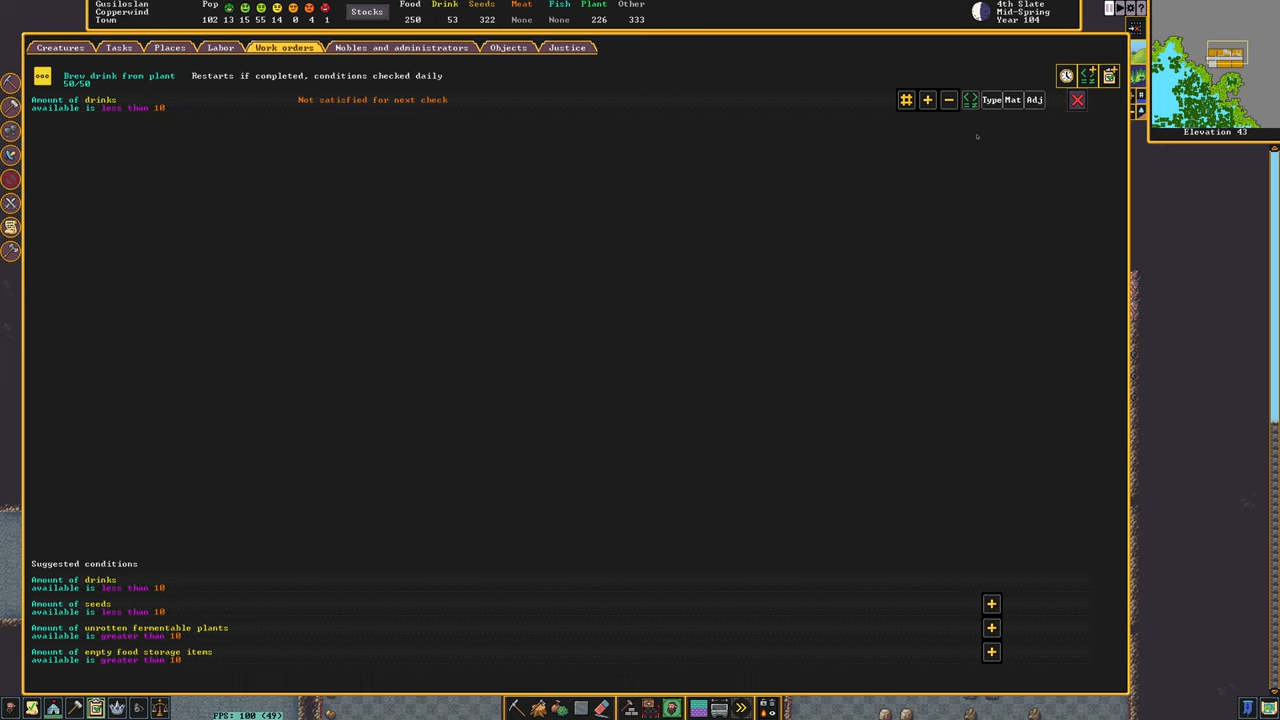 Gusiloslan
Copperwind
Town
Pop
102 13 15 55 14 0 4 1
Stocks
Food Drink Seeds Meat Fish Plant Other
250 53 322 None None 226 333
4th Slate
Mid-Spring
Year 104
Elevation 43
Creatures Tasks Places Labor Work orders Nobles and administrators Objects Justice
Brew drink from plant Restarts if completed, conditions checked daily
50/50
Amount of drinks Not satisfied for next check
available is less than 10
Type Mat Adj
Suggested conditions
Amount of drinks
available is less than 10
Amount of seeds
available is less than 10
Amount of unrotten fermentable plants
available is greater than 10
Amount of empty food storage items
available is greater than 10
FPS: 100 (49)